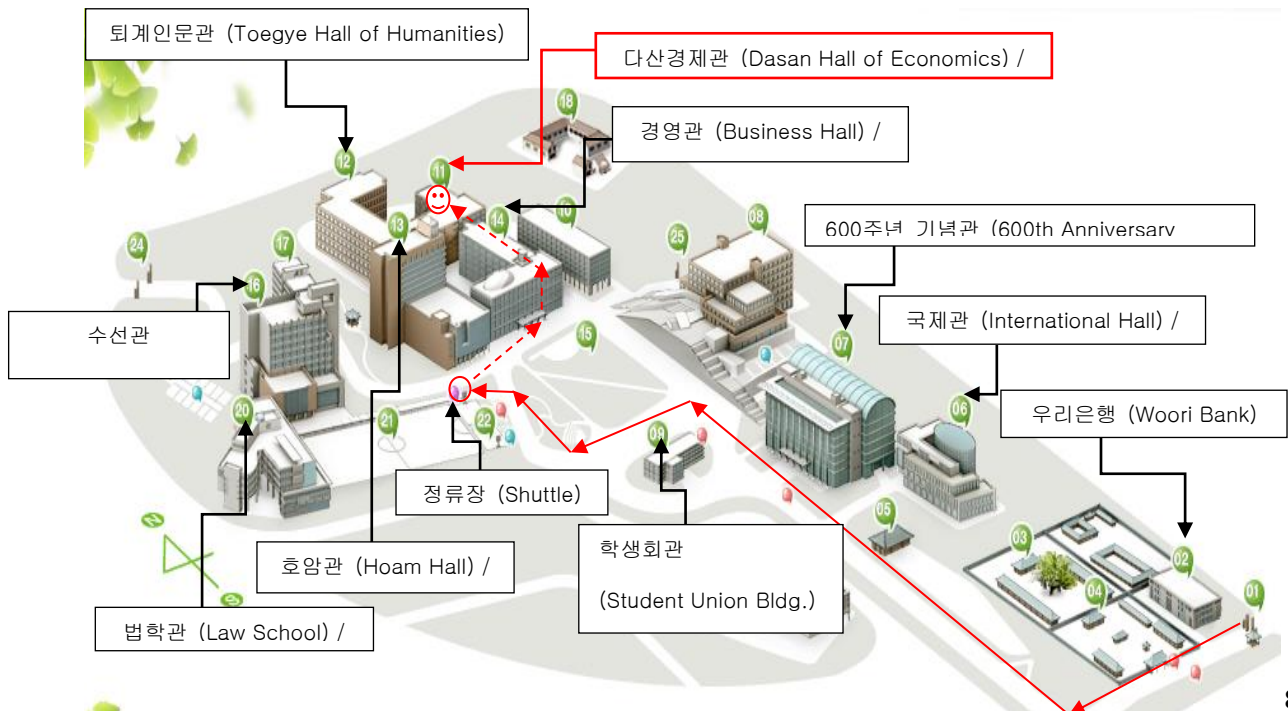 퇴계인문관 (Toegye Hall of Humanities)
다산경제관 (Dasan Hall of Economics) /
경영관 (Business Hall) /
600주년 기념관 (600th Anniversary
국제관 (International Hall) /
우리은행 (Woori Bank)
수선관
정류장 (Shuttle)
호암관 (Hoam Hall) /
학생회관
(Student Union Bldg.)
법학관 (Law School) /
18
12
11
14
10
13
25
08
24
17
16
15
07
06
20
21
22
09
05
03
02
04
01
N
S